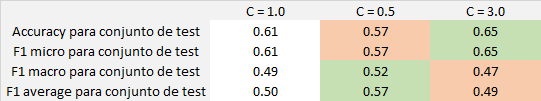 C = 1.0 C = 0.5 C = 3.0
Accuracy para conjunto de test 0.61 0.57 0.65
F1 micro para conjunto de test 0.61 0.57 0.65
F1 macro para conjunto de test 0.49 0.52 0.47
F1 average para conjunto de test 0.50 0.57 0.49